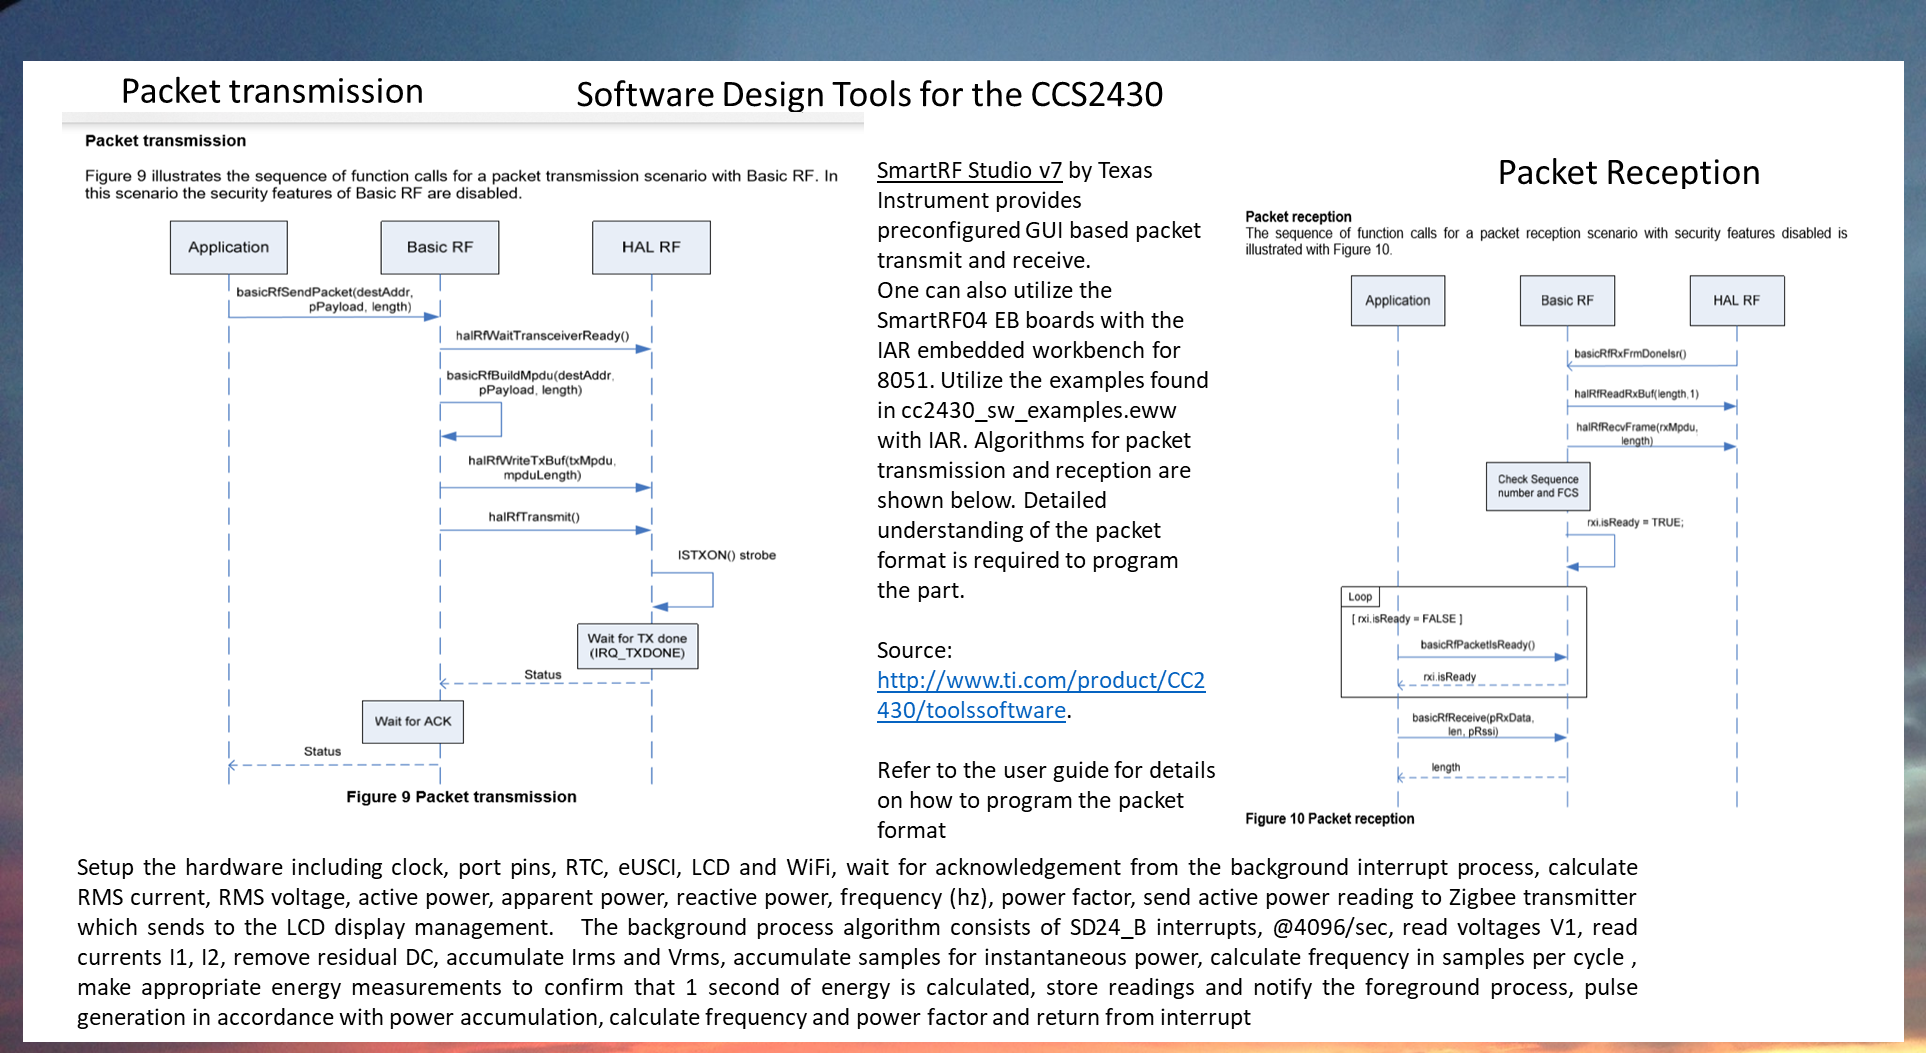 Packet transmission
Software Design Tools for the CCS2430
Packet transmission
Figure 9 illustrates the sequence of function calls for a packet transmission scenario with Basic RF. In
this scenario the security features of Basic RF are disabled.
Application
Basic RF
HAL RF
basicRfSendPacket(destAddr,
pPayload, length)
halRfWaitTransceiverReady()
basicRfBuildMpdu(destAddr,
pPayload, length)
halRfWriteTxBuf(txMpdu,
mpduLength)
halRfTransmit()
ISTXON() strobe
Wait for TX done
(IRQ_TXDONE)
Status
Wait for ACK
Status
Figure 9 Packet transmission
SmartRF Studio v7 by Texas
Instrument provides
preconfigured GUI based packet
transmit and receive.
One can also utilize the
SmartRF04 EB boards with the
IAR embedded workbench for
8051. Utilize the examples found
in cc2430_sw_examples.eww
with IAR. Algorithms for packet
transmission and reception are
shown below. Detailed
understanding of the packet
format is required to program
the part.
Source:
http://www.ti.com/product/CC2
430/toolssoftware.
Refer to the user guide for details
on how to program the packet
format
Packet Reception
Packet reception
The sequence of function calls for a packet reception scenario with security features disabled is
illustrated with Figure 10.
Application
Basic RF
HAL RF
basicRfRxFrmDoneIsr()
halRfReadRxBuf(length,1)
halRfRecvFrame(rxMpdu,
length)
Check Sequence
number and FCS
rxi.isReady = TRUE;
Loop
[ rxi.isReady = FALSE ]
basicRfPacketIsReady()
rxi.isReady
basicRfReceive(pRxData,
len, pRssi)
length
Figure 10 Packet reception
Setup the hardware including clock, port pins, RTC, eUSCI, LCD and WiFi, wait for acknowledgement from the background interrupt process, calculate
RMS current, RMS voltage, active power, apparent power, reactive power, frequency (hz), power factor, send active power reading to Zigbee transmitter
which sends to the LCD display management. The background process algorithm consists of SD24_B interrupts, @4096/sec, read voltages V1, read
currents I1, I2, remove residual DC, accumulate Irms and Vrms, accumulate samples for instantaneous power, calculate frequency in samples per cycle ,
make appropriate energy measurements to confirm that 1 second of energy is calculated, store readings and notify the foreground process, pulse
generation in accordance with power accumulation, calculate frequency and power factor and return from interrupt